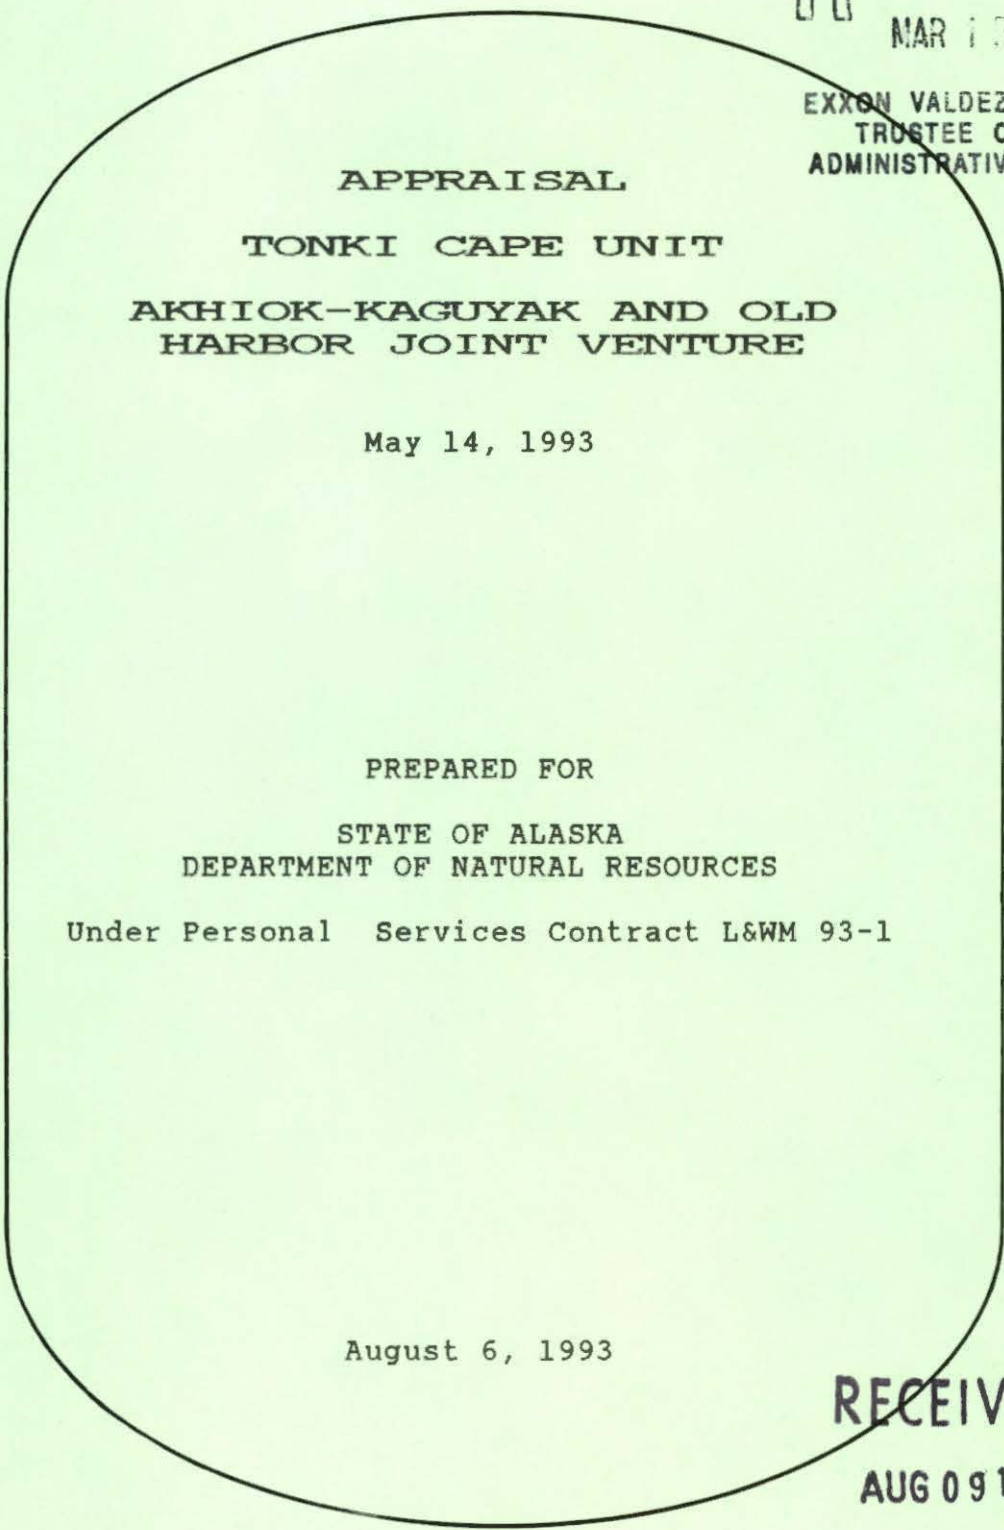 MAR
EXXON VALDEZ
TRUSTEE
ADMINISTRATIV
APPRAISAL
TONKI CAPE UNIT
AKHIOK-KAGUYAK AND OLD
HARBOR JOINT VENTURE
May 14, 1993
PREPARED FOR
STATE OF ALASKA
DEPARTMENT OF NATURAL RESOURCES
Under Personal Services Contract L&WM 93-1
August 6, 1993
RECEIV
AUG 09